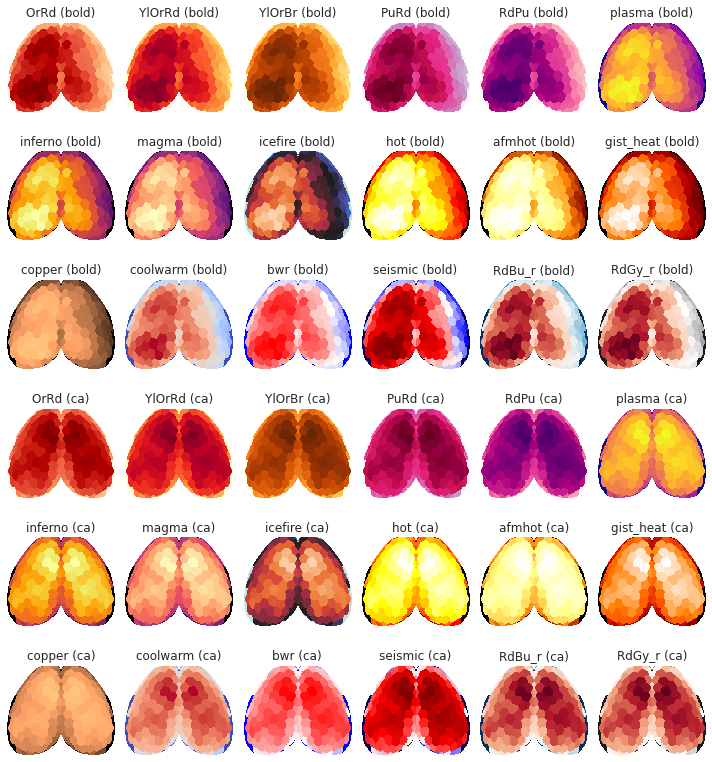 OrRd (bold) YlOrRd (bold) YlOrBr (bold) PuRd (bold) RdPu (bold) plasma (bold)
inferno (bold) magma (bold) icefire (bold) hot (bold) afmhot (bold) gist_heat (bold)
copper (bold) coolwarm (bold) bwr (bold) seismic (bold) RdBu_r (bold) RdGy_r (bold)
OrRd (ca) YlOrRd (ca) YlOrBr (ca) PuRd (ca) RdPu (ca) plasma (ca)
inferno (ca) magma (ca) icefire (ca) hot (ca) afmhot (ca) gist_heat (ca)
copper (ca) coolwarm (ca) bwr (ca) seismic (ca) RdBu_r (ca) RdGy_r (ca)